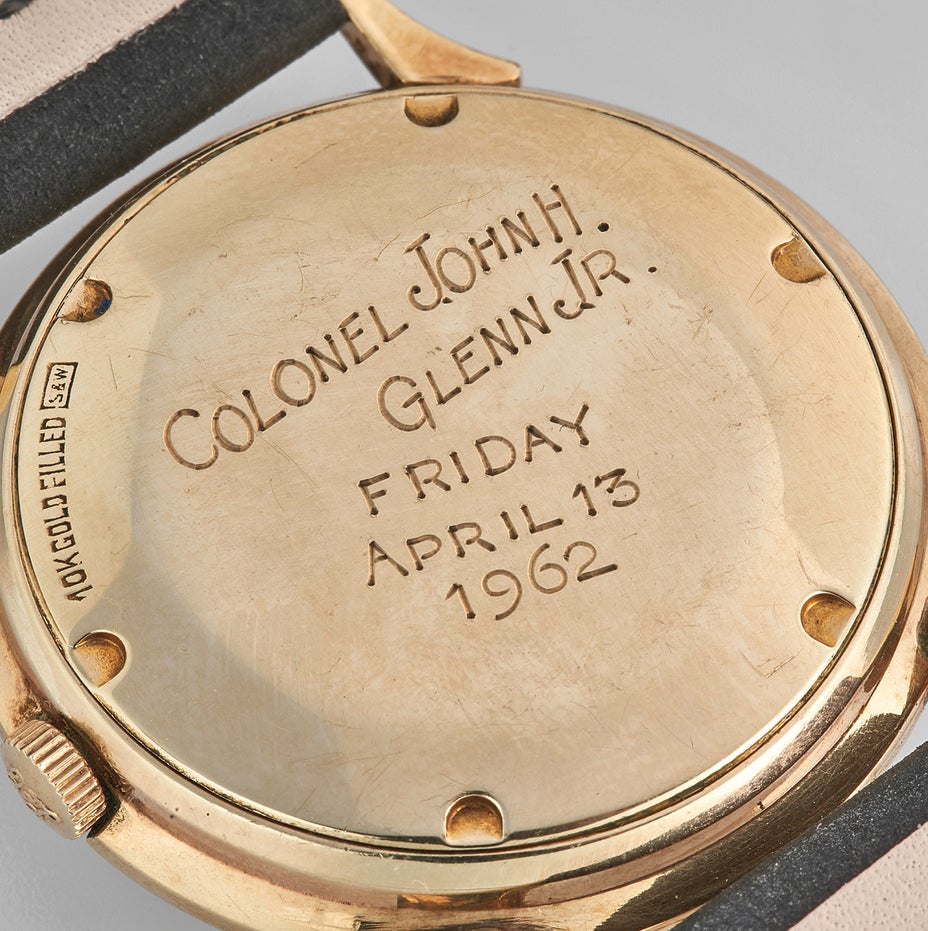 COLONEL JOHN H.
GLENN JR.
FRIDAY
APRIL 13
1962
10K GOLD FILLED S&W